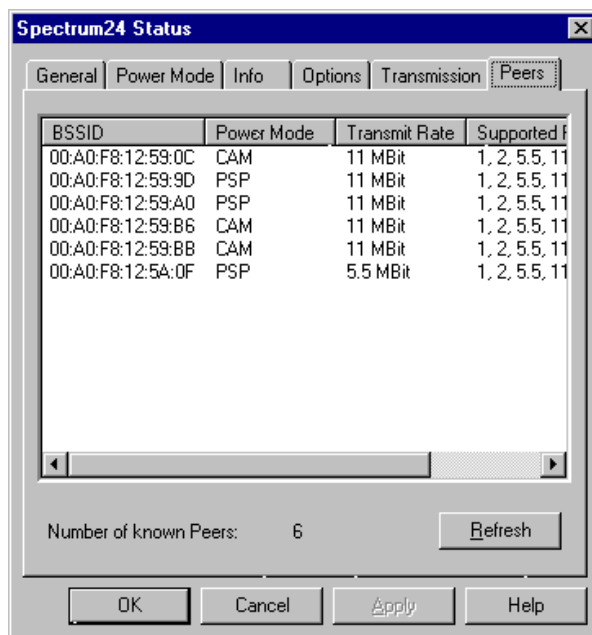 Spectrum24 Status
General Power Mode Info Options Transmission Peers
BSSID Power Mode Transmit Rate Supported
00:A0:F8:12:59:0C CAM 11 MBit 1, 2, 5.5, 11
00:A0:F8:12:59:9D PSP 11 MBit 1, 2, 5.5, 11
00:A0:F8:12:59:A0 PSP 11 MBit 1, 2, 5.5, 11
00:A0:F8:12:59:B6 CAM 11 MBit 1, 2, 5.5, 11
00:A0:F8:12:59:BB CAM 11 MBit 1, 2, 5.5, 11
00:A0:F8:12:5A:0F PSP 5.5 MBit 1, 2, 5.5, 11
Number of known Peers: 6 Refresh
OK Cancel Apply Help